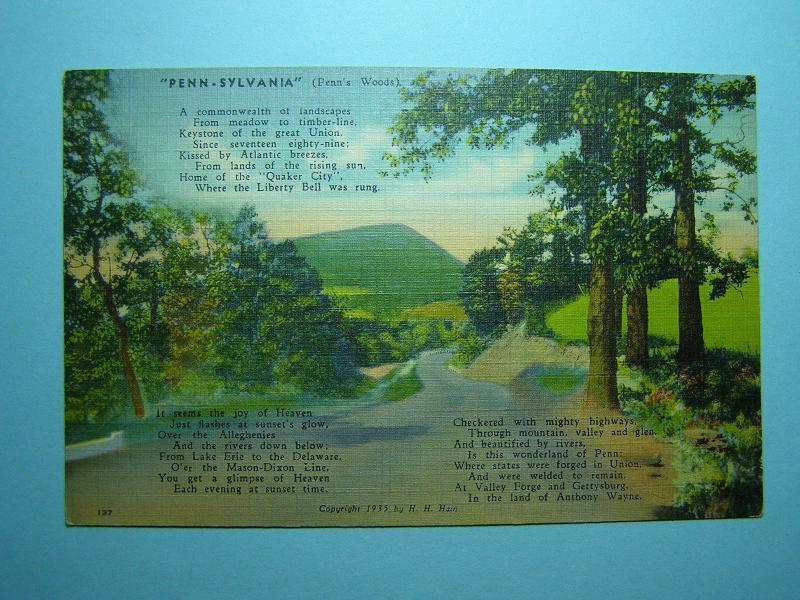 "PENN-SYLVANIA" (Penn's Woods)
A commonwealth of landscapes
From meadow to timber-line,
Keystone of the great Union,
Since seventeen eighty-nine;
Kissed by Atlantic breezes,
From lands of the rising sun,
Home of the "Quaker City",
Where the Liberty Bell was rung.
It seems the joy of Heaven
Just flashes at sunset's glow,
Over the Alleghenies
And the rivers down below;
From Lake Erie to the Delaware,
O'er the Mason-Dixon Line,
You get a glimpse of Heaven
Each evening at sunset time.
Checkered with mighty highways,
Through mountain, valley and glen,
And beautified by rivers,
Is this wonderland of Penn;
Where states were forged in Union,
And were welded to remain,
At Valley Forge and Gettysburg,
In the land of Anthony Wayne.
137
Copyright 1935 by H. H. Hain